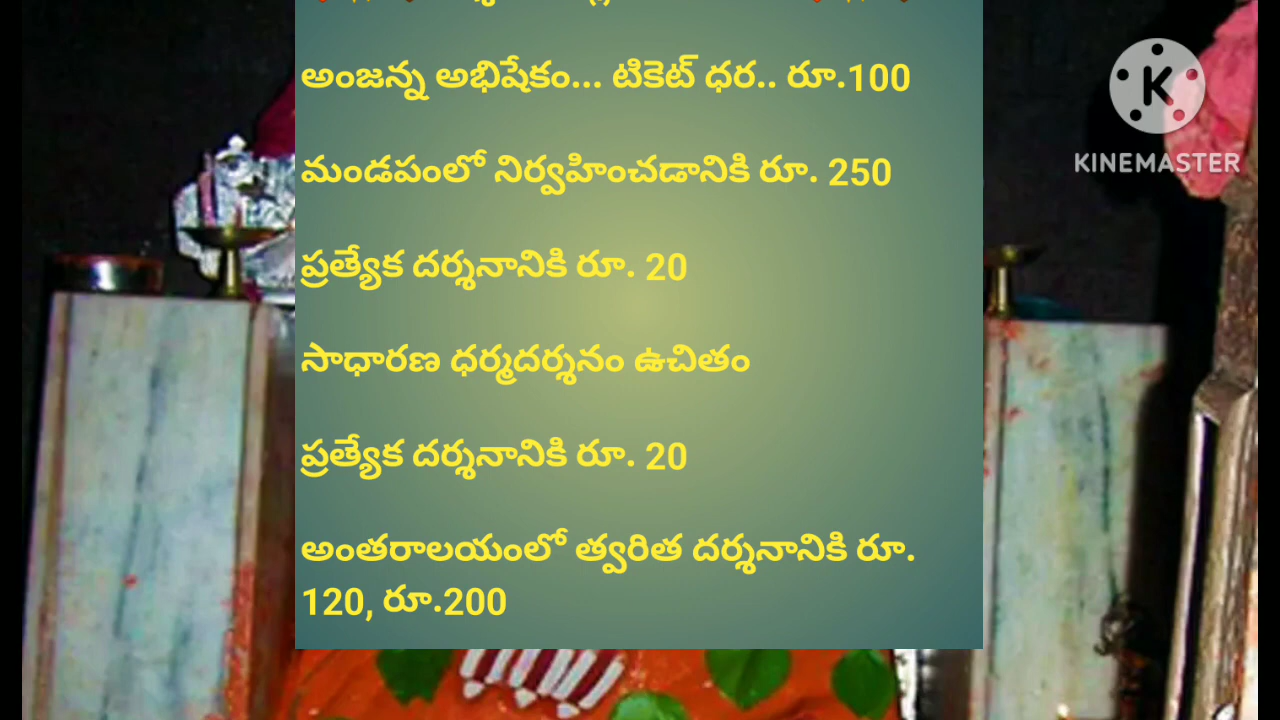 అంజన్న అభిషేకం... టికెట్ ధర.. రూ.100
మండపంలో నిర్వహించడానికి రూ. 250
ప్రత్యేక దర్శనానికి రూ. 20
సాధారణ ధర్మదర్శనం ఉచితం
ప్రత్యేక దర్శనానికి రూ. 20
అంతరాలయంలో త్వరిత దర్శనానికి రూ.
120, రూ.200
KINEMASTER